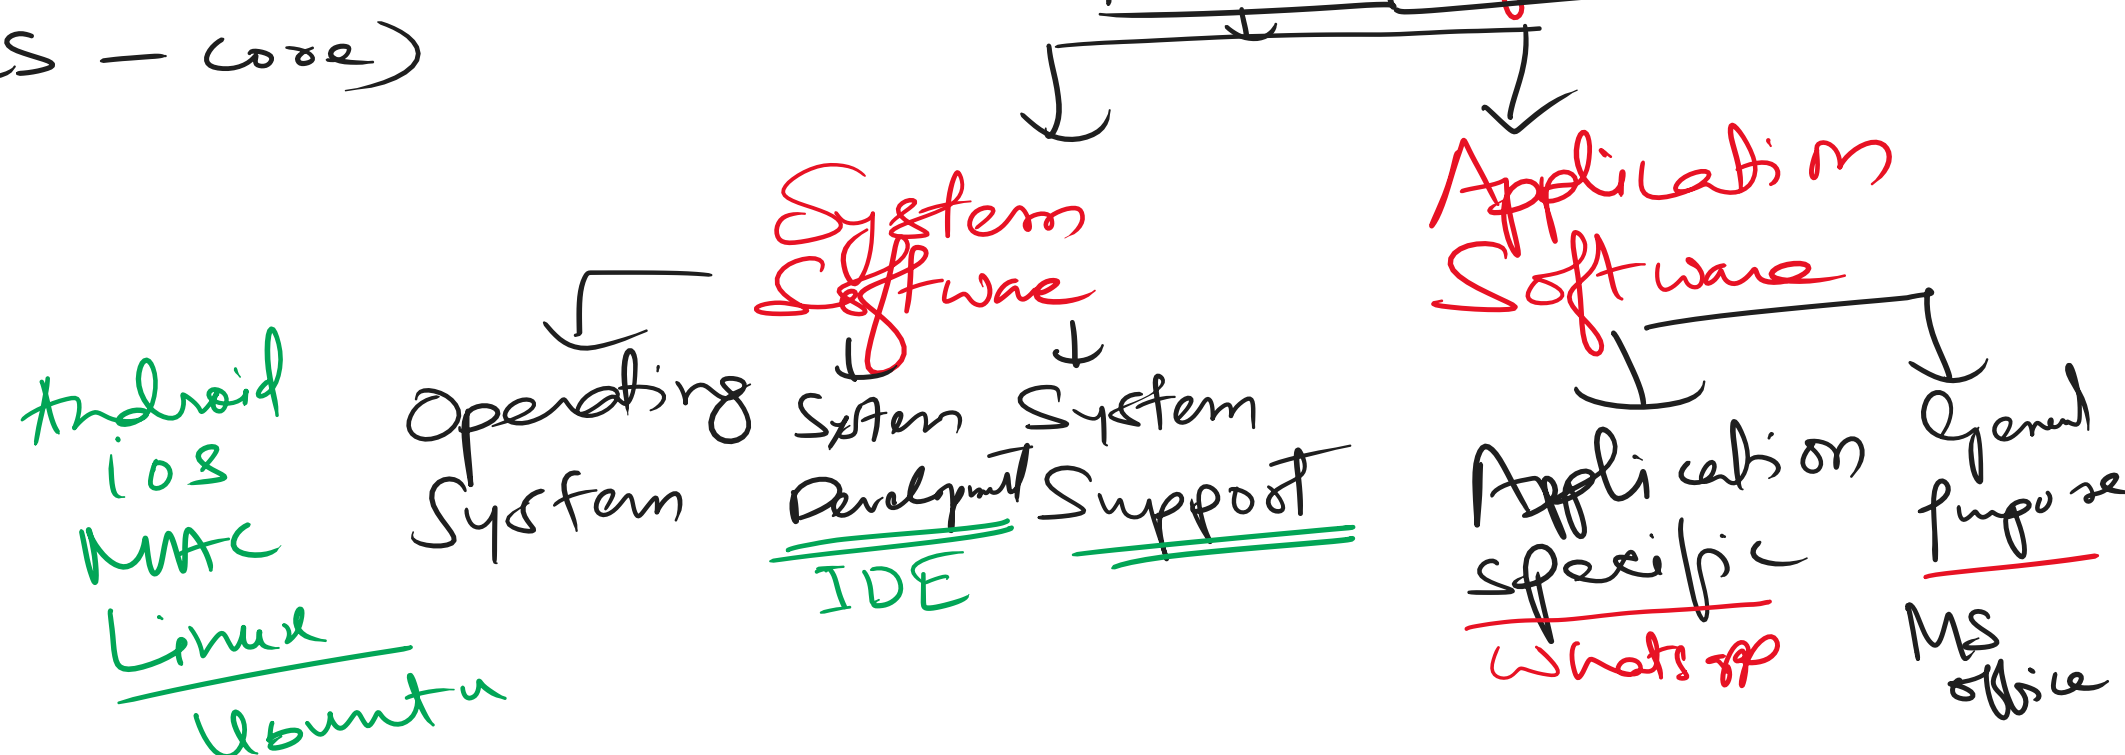 S - Core)
System
Software
Application
Software
Android
ios
MAC
Linux
Ubuntu
Operating
System
System
Development
IDE
System
Support
Application
specific
Whatsapp
General
Purpose
MS
office